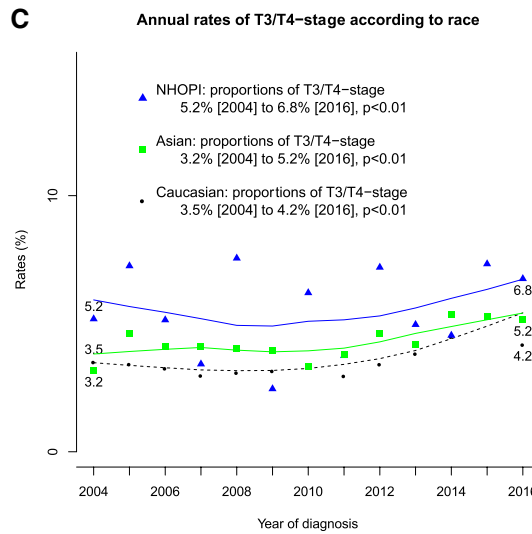 C
Annual rates of T3/T4−stage according to race
NHOPI: proportions of T3/T4−stage
5.2% [2004] to 6.8% [2016], p<0.01
Asian: proportions of T3/T4−stage
3.2% [2004] to 5.2% [2016], p<0.01
Caucasian: proportions of T3/T4−stage
3.5% [2004] to 4.2% [2016], p<0.01
Rates (%)
10
0
5.2
3.5
3.2
6.8
5.2
4.2
2004 2006 2008 2010 2012 2014 2016
Year of diagnosis